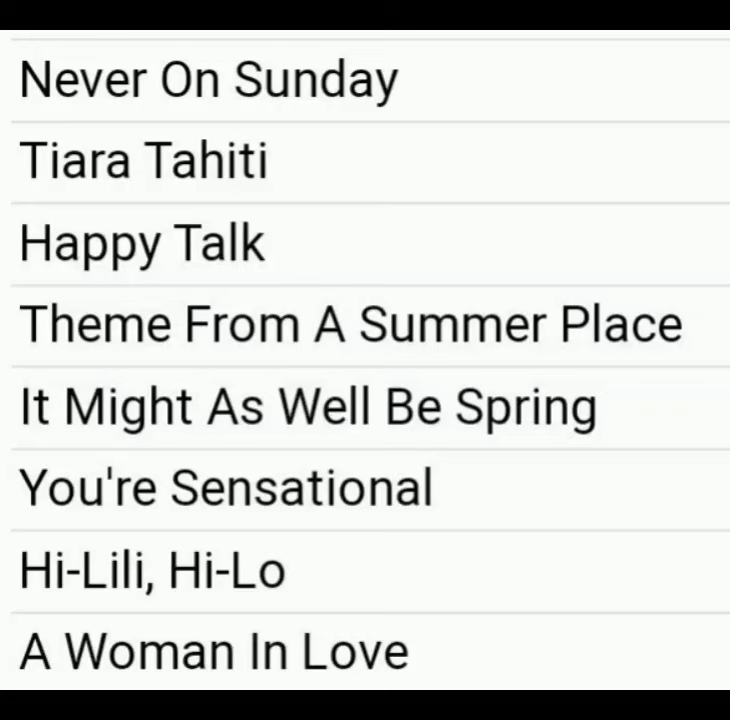 Never On Sunday
Tiara Tahiti
Happy Talk
Theme From A Summer Place
It Might As Well Be Spring
You're Sensational
Hi-Lili, Hi-Lo
A Woman In Love